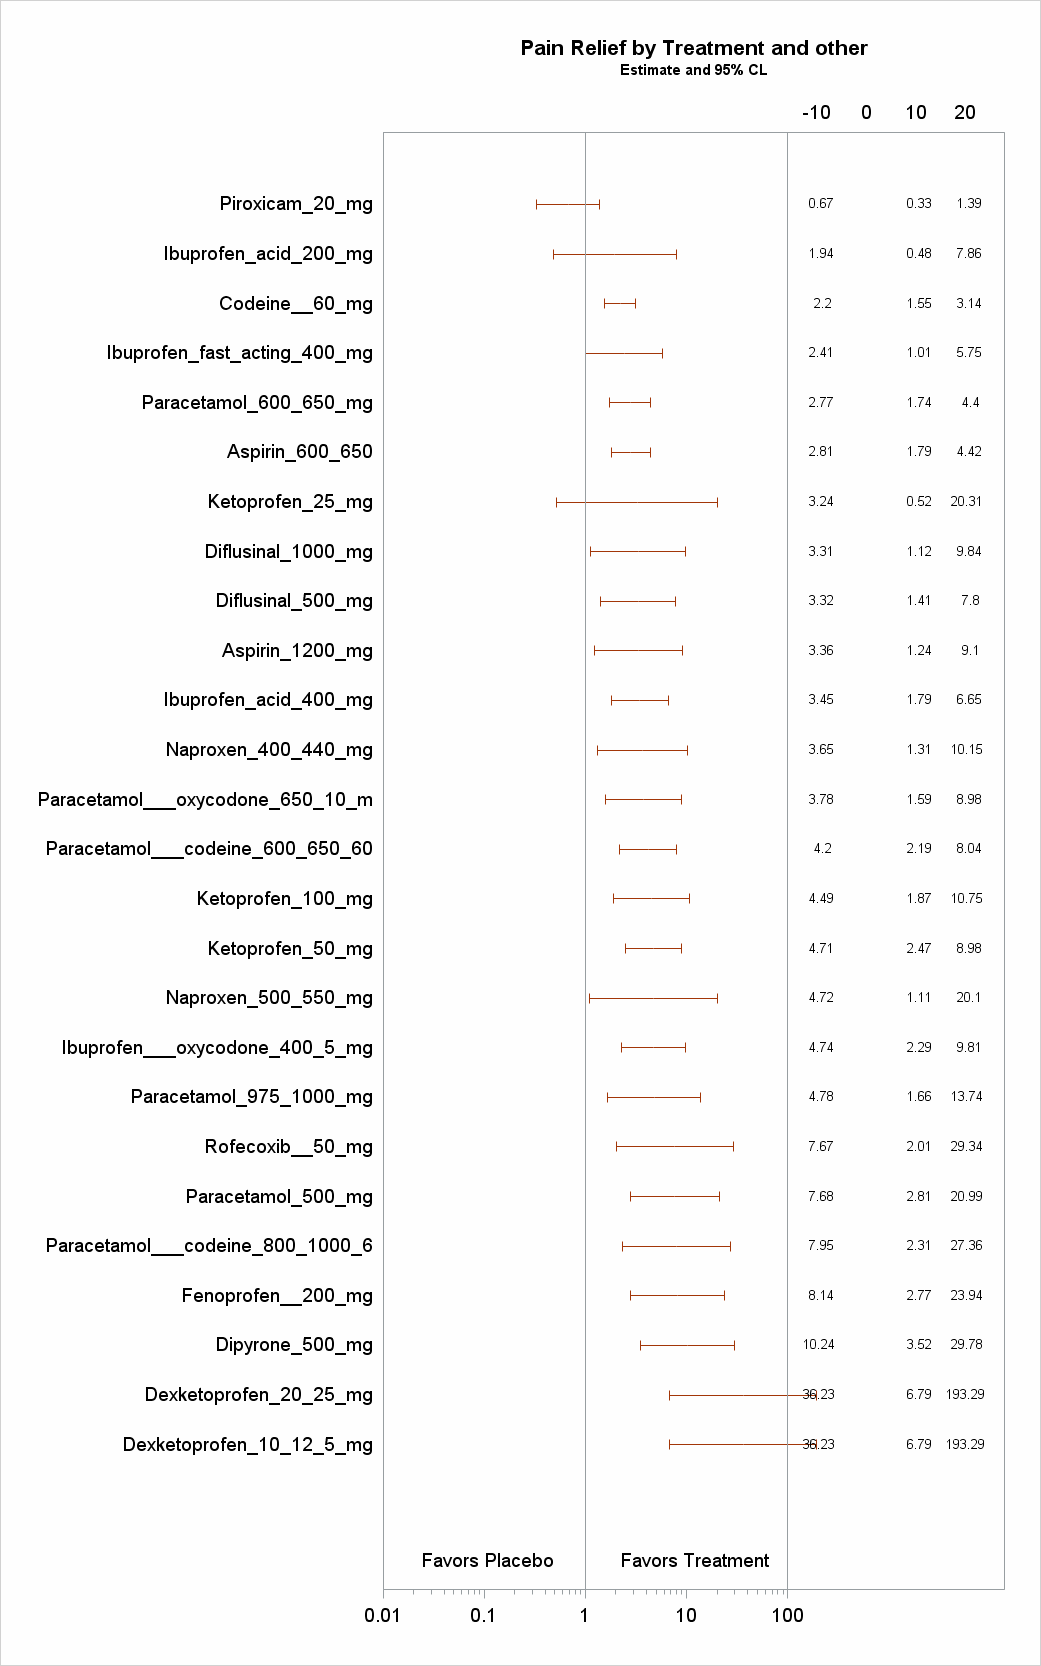 Pain Relief by Treatment and other
Estimate and 95% CL
-10 0 10 20
Piroxicam_20_mg 0.67 0.33 1.39
Ibuprofen_acid_200_mg 1.94 0.48 7.86
Codeine__60_mg 2.2 1.55 3.14
Ibuprofen_fast_acting_400_mg 2.41 1.01 5.75
Paracetamol_600_650_mg 2.77 1.74 4.4
Aspirin_600_650 2.81 1.79 4.42
Ketoprofen_25_mg 3.24 0.52 20.31
Diflusinal_1000_mg 3.31 1.12 9.84
Diflusinal_500_mg 3.32 1.41 7.8
Aspirin_1200_mg 3.36 1.24 9.1
Ibuprofen_acid_400_mg 3.45 1.79 6.65
Naproxen_400_440_mg 3.65 1.31 10.15
Paracetamol___oxycodone_650_10_m 3.78 1.59 8.98
Paracetamol___codeine_600_650_60 4.2 2.19 8.04
Ketoprofen_100_mg 4.49 1.87 10.75
Ketoprofen_50_mg 4.71 2.47 8.98
Naproxen_500_550_mg 4.72 1.11 20.1
Ibuprofen___oxycodone_400_5_mg 4.74 2.29 9.81
Paracetamol_975_1000_mg 4.78 1.66 13.74
Rofecoxib__50_mg 7.67 2.01 29.34
Paracetamol_500_mg 7.68 2.81 20.99
Paracetamol___codeine_800_1000_6 7.95 2.31 27.36
Fenoprofen__200_mg 8.14 2.77 23.94
Dipyrone_500_mg 10.24 3.52 29.78
Dexketoprofen_20_25_mg 36.23 6.79 193.29
Dexketoprofen_10_12_5_mg 36.23 6.79 193.29
Favors Placebo Favors Treatment
0.01 0.1 1 10 100